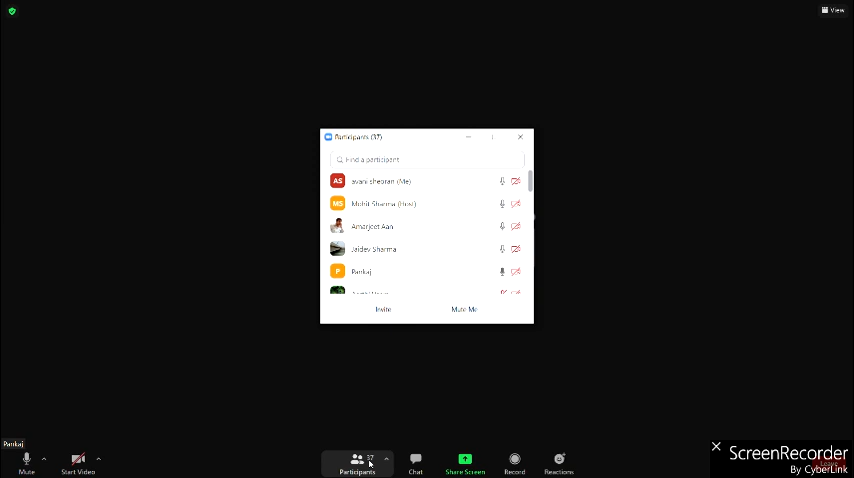 View
Participants (37)
Find a participant
AS avani sheoran (Me)
MS Mohit Sharma (Host)
Amarjeet Aan
Jaidev Sharma
P Pankaj
Invite Mute Me
Pankaj
37
Mute Start Video Participants Chat Share Screen Record Reactions Leave
ScreenRecorder
By CyberLink